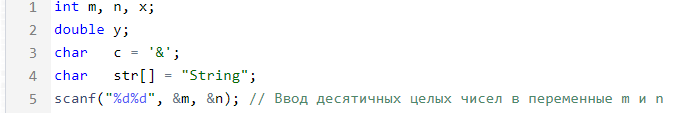 1 int m, n, x;
2 double y;
3 char   c = '&';
4 char   str[] = "String";
5 scanf("%d%d", &m, &n); // Ввод десятичных целых чисел в переменные m и n